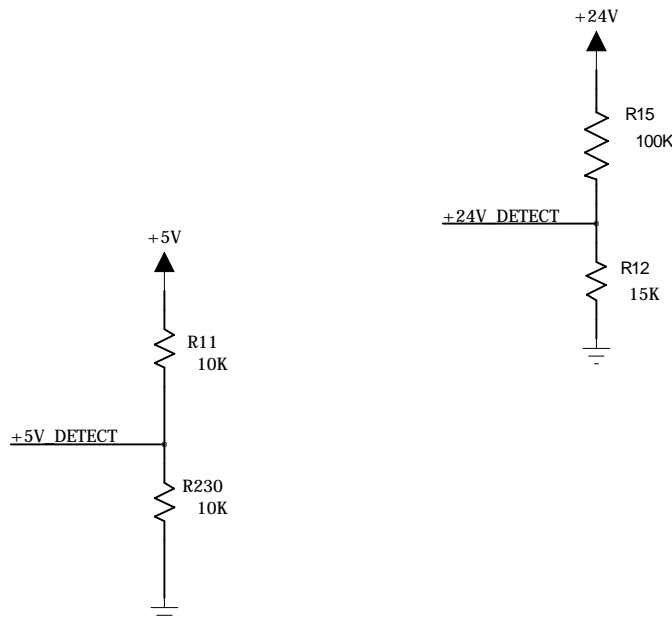 +24V
R15
100K
+24V_DETECT
R12
15K
+5V
R11
10K
+5V_DETECT
R230
10K